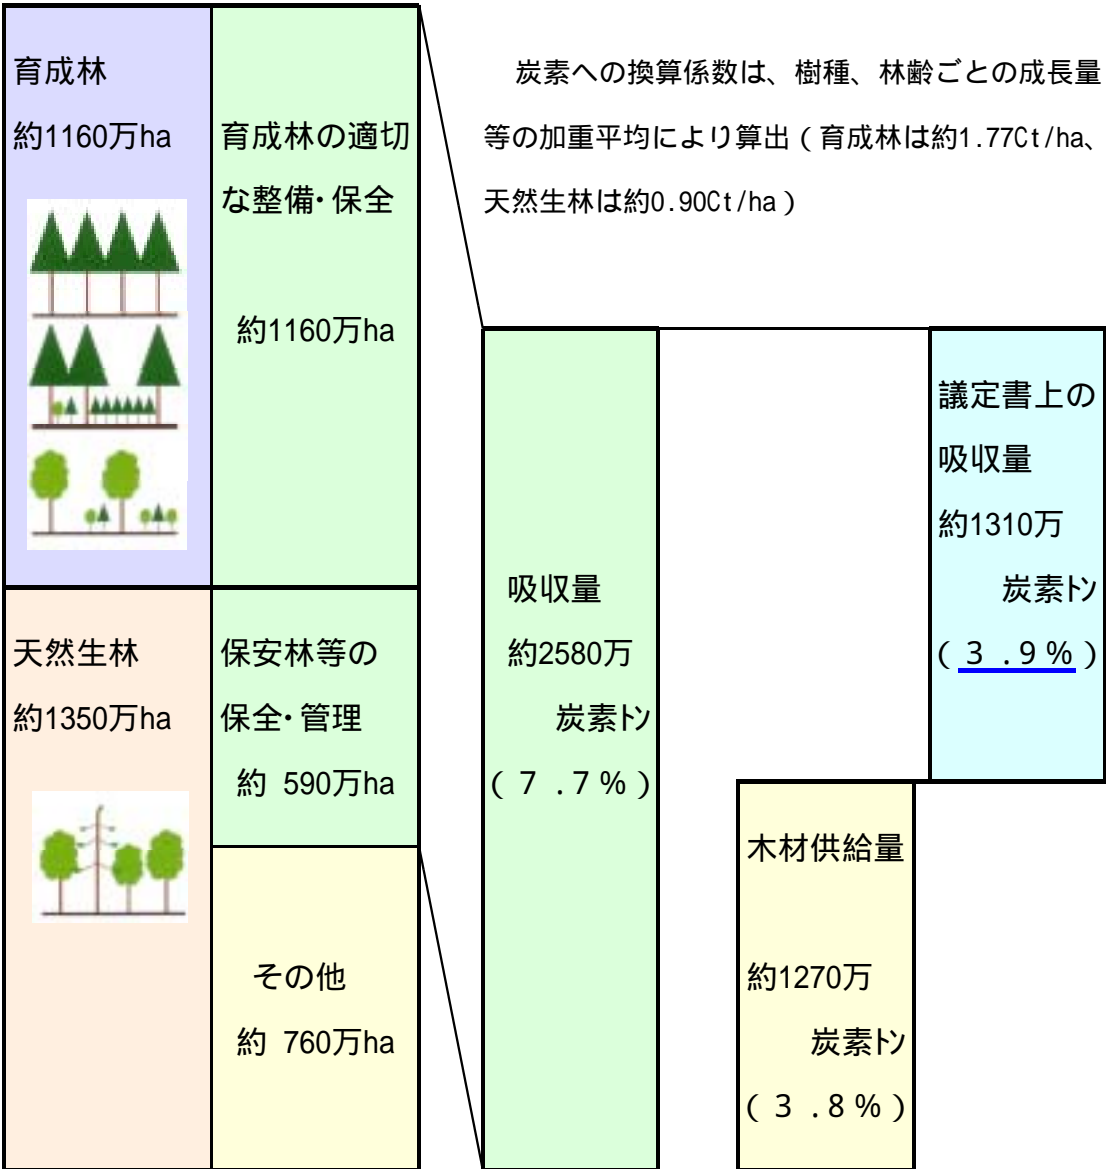 育成林
約1160万ha
育成林の適切
な整備・保全
約1160万ha
炭素への換算係数は、樹種、林齢ごとの成長量
等の加重平均により算出（育成林は約1.77Ct/ha、
天然生林は約0.90Ct/ha）
天然生林
約1350万ha
保安林等の
保全・管理
約 590万ha
その他
約 760万ha
吸収量
約2580万
炭素トン
(7.7%)
木材供給量
約1270万
炭素トン
(3.8%)
議定書上の
吸収量
約1310万
炭素トン
(3.9%)